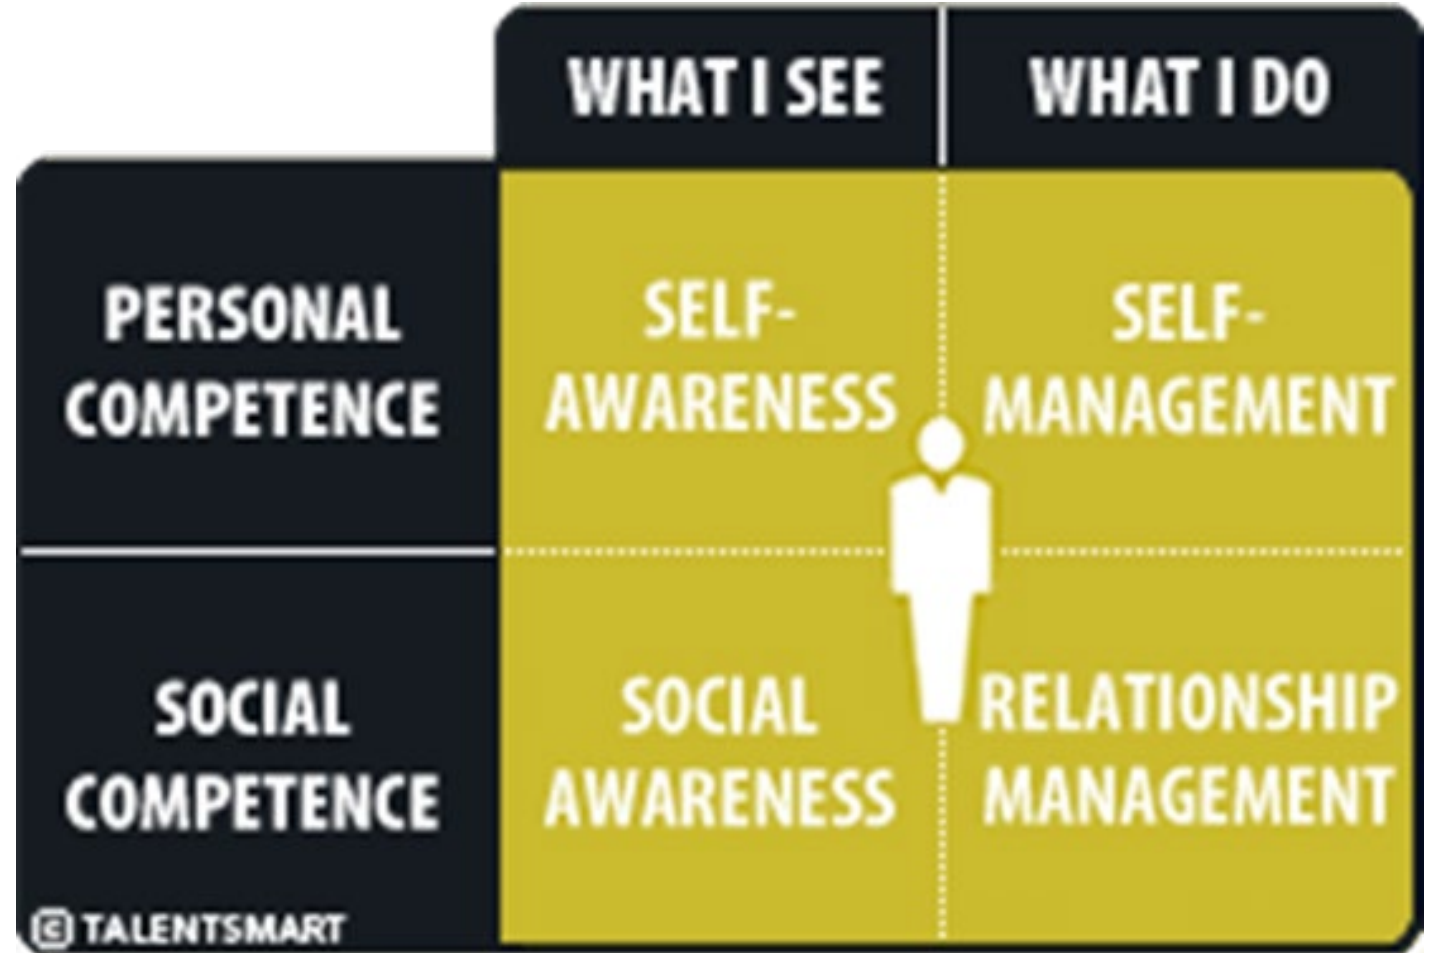 WHAT I SEE
WHAT I DO
PERSONAL
COMPETENCE
SELF-
AWARENESS
SELF-
MANAGEMENT
SOCIAL
COMPETENCE
SOCIAL
AWARENESS
RELATIONSHIP
MANAGEMENT
© TALENTSMART